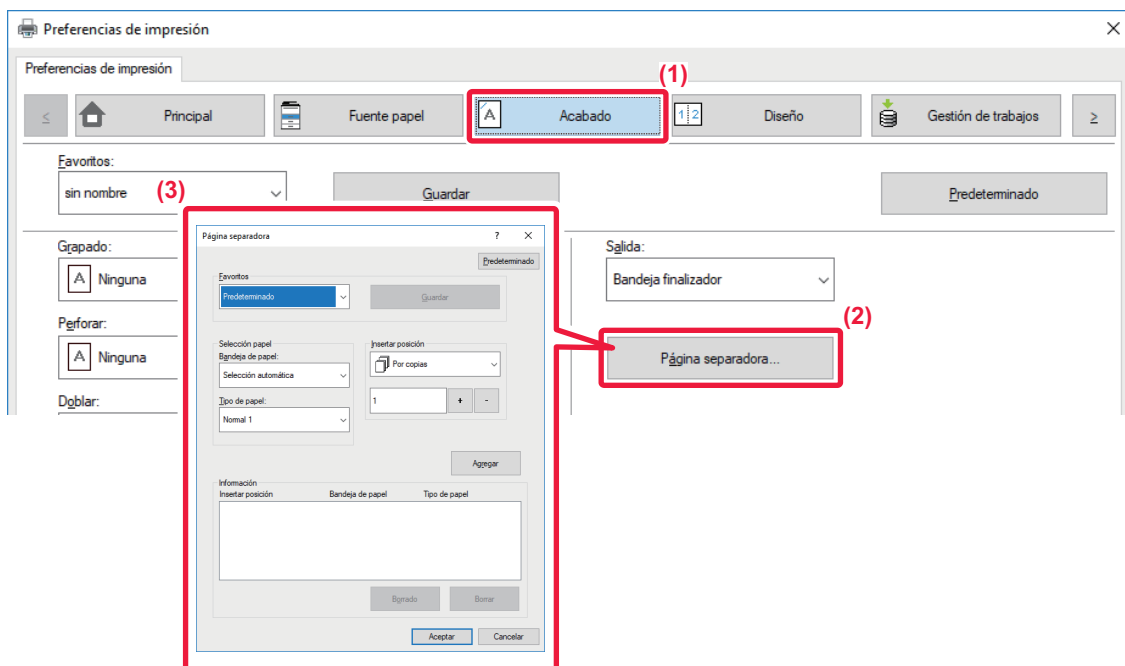 Preferencias de impresión
Preferencias de impresión
(1)
<
Principal
Fuente papel
A
Acabado
1 2
Diseño
Gestión de trabajos
>
Favoritos:
sin nombre
(3)
Guardar
Predeterminado
Grapado:
A Ninguna
Perforar:
A Ninguna
Doblar:
Página separadora
?
Predeterminado
Favoritos
Predeterminado
Guardar
Selección papel
Bandeja de papel:
Selección automática
Tipo de papel:
Normal 1
Insertar posición
Por copias
1
+
-
Agregar
Información
Insertar posición Bandeja de papel Tipo de papel
Borrado
Borrar
Aceptar
Cancelar
Salida:
Bandeja finalizador
(2)
Página separadora...